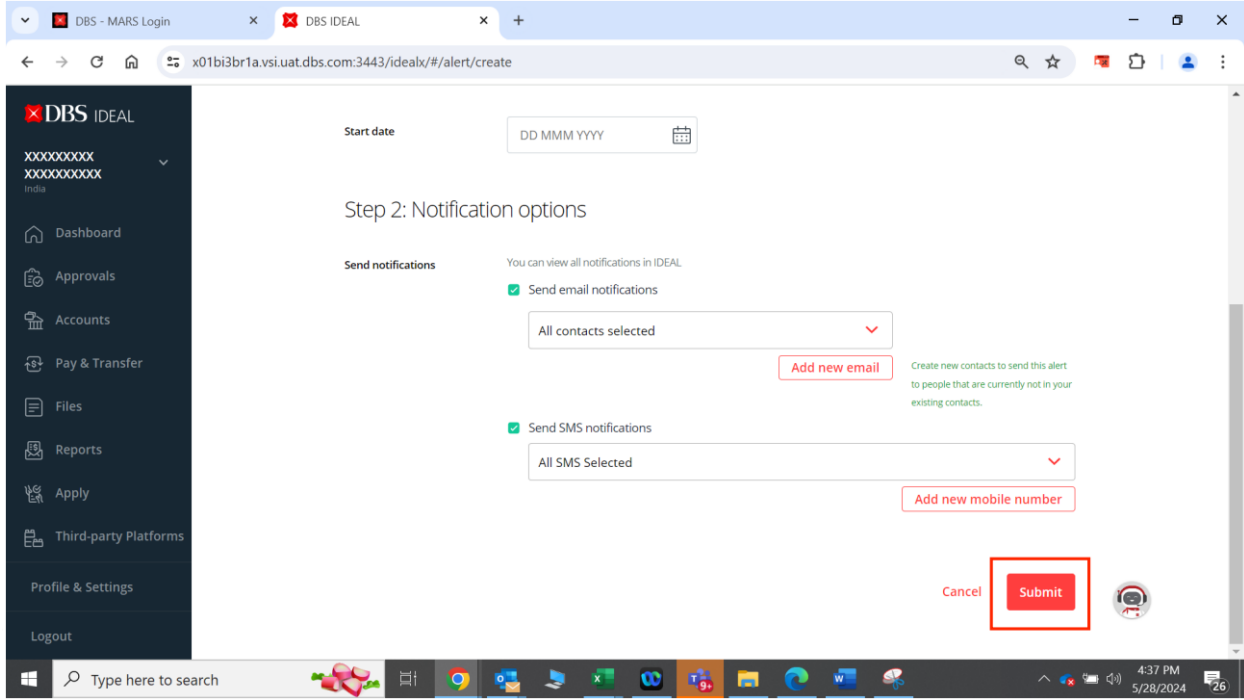 DBS - MARS Login
DBS IDEAL
x01bi3br1a.vsi.uat.dbs.com:3443/idealx/#/alert/create
DBS IDEAL
XXXXXXXXX
XXXXXXXXXX
India
Dashboard
Approvals
Accounts
Pay & Transfer
Files
Reports
Apply
Third-party Platforms
Profile & Settings
Logout
Start date
DD MMM YYYY
Step 2: Notification options
Send notifications
You can view all notifications in IDEAL
Send email notifications
All contacts selected
Add new email
Create new contacts to send this alert
to people that are currently not in your
existing contacts.
Send SMS notifications
All SMS Selected
Add new mobile number
Cancel
Submit
Type here to search
9+
4:37 PM
5/28/2024
26